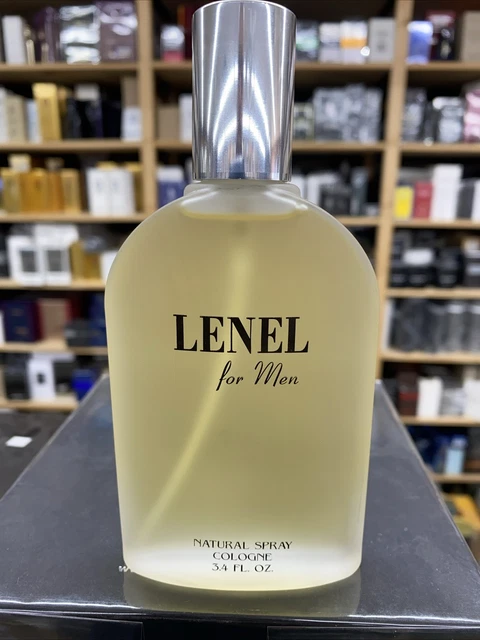 LENEL
for Men
NATURAL SPRAY
COLOGNE
3.4 FL. OZ.